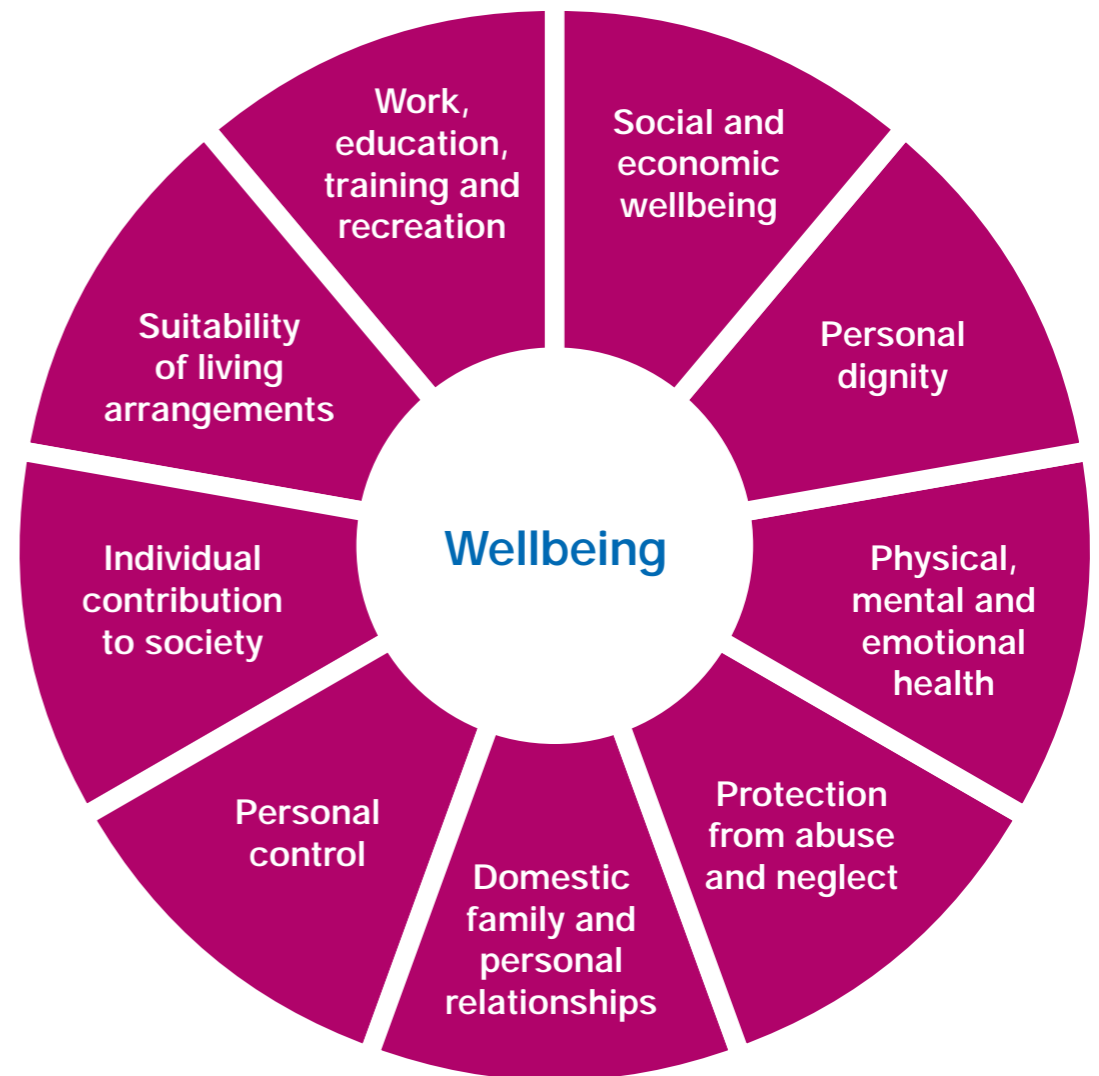 Work,
education,
training and
recreation
Social and
economic
wellbeing
Personal
dignity
Physical,
mental and
emotional
health
Protection
from abuse
and neglect
Domestic
family and
personal
relationships
Personal
control
Individual
contribution
to society
Suitability
of living
arrangements
Wellbeing